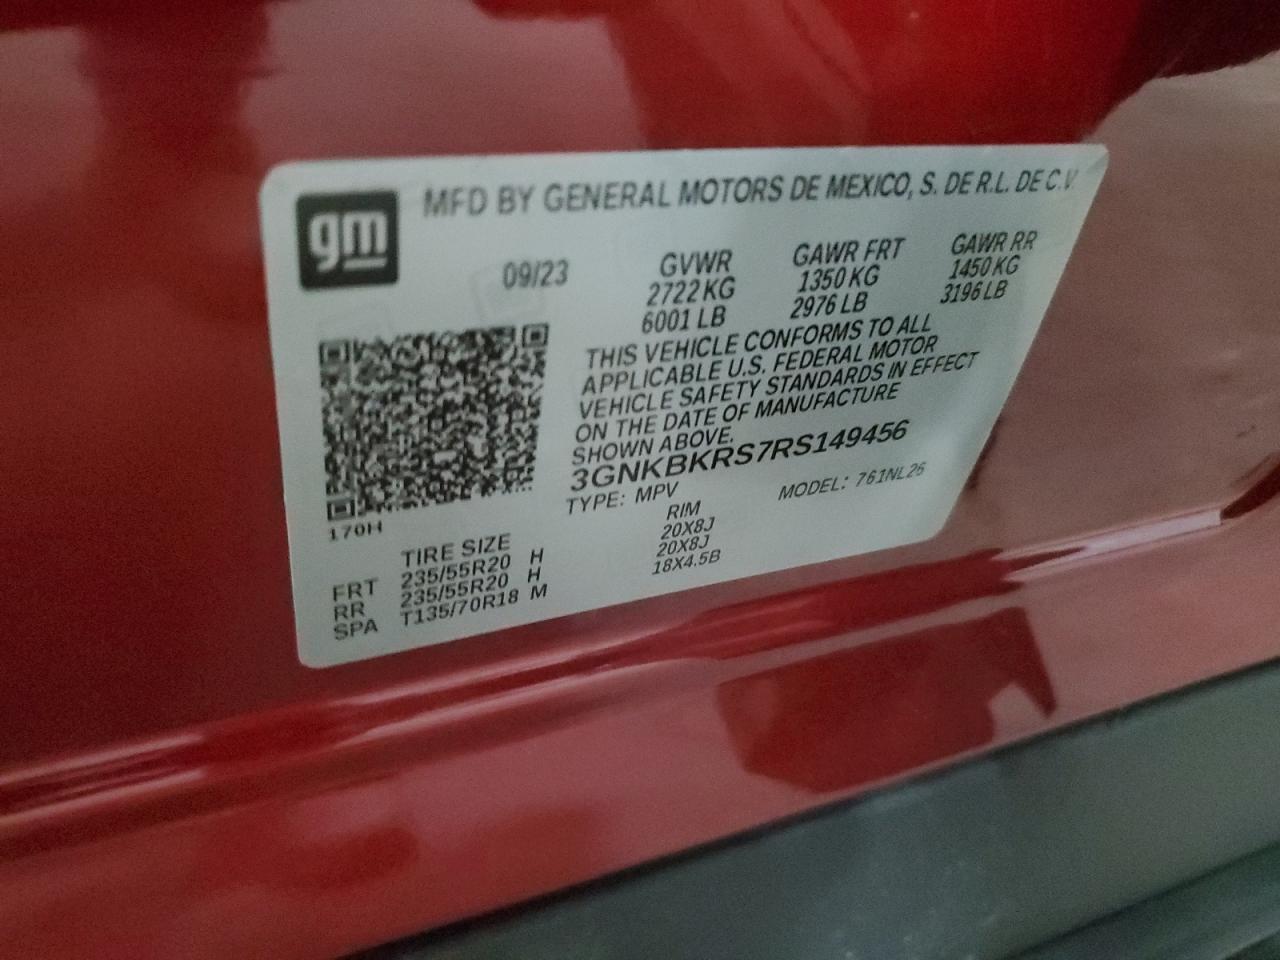 gm
MFD BY GENERAL MOTORS DE MEXICO, S. DE R.L. DE C.V.
09/23
GVWR GAWR FRT GAWR RR
2722 KG 1350 KG 1450 KG
6001 LB 2976 LB 3196 LB
THIS VEHICLE CONFORMS TO ALL
APPLICABLE U.S. FEDERAL MOTOR
VEHICLE SAFETY STANDARDS IN EFFECT
ON THE DATE OF MANUFACTURE
SHOWN ABOVE.
3GNKBKRS7RS149456
TYPE: MPV MODEL: 761NL26
170H
TIRE SIZE RIM
FRT 235/55R20 H 20X8J
RR 235/55R20 H 20X8J
SPA T135/70R18 M 18X4.5B